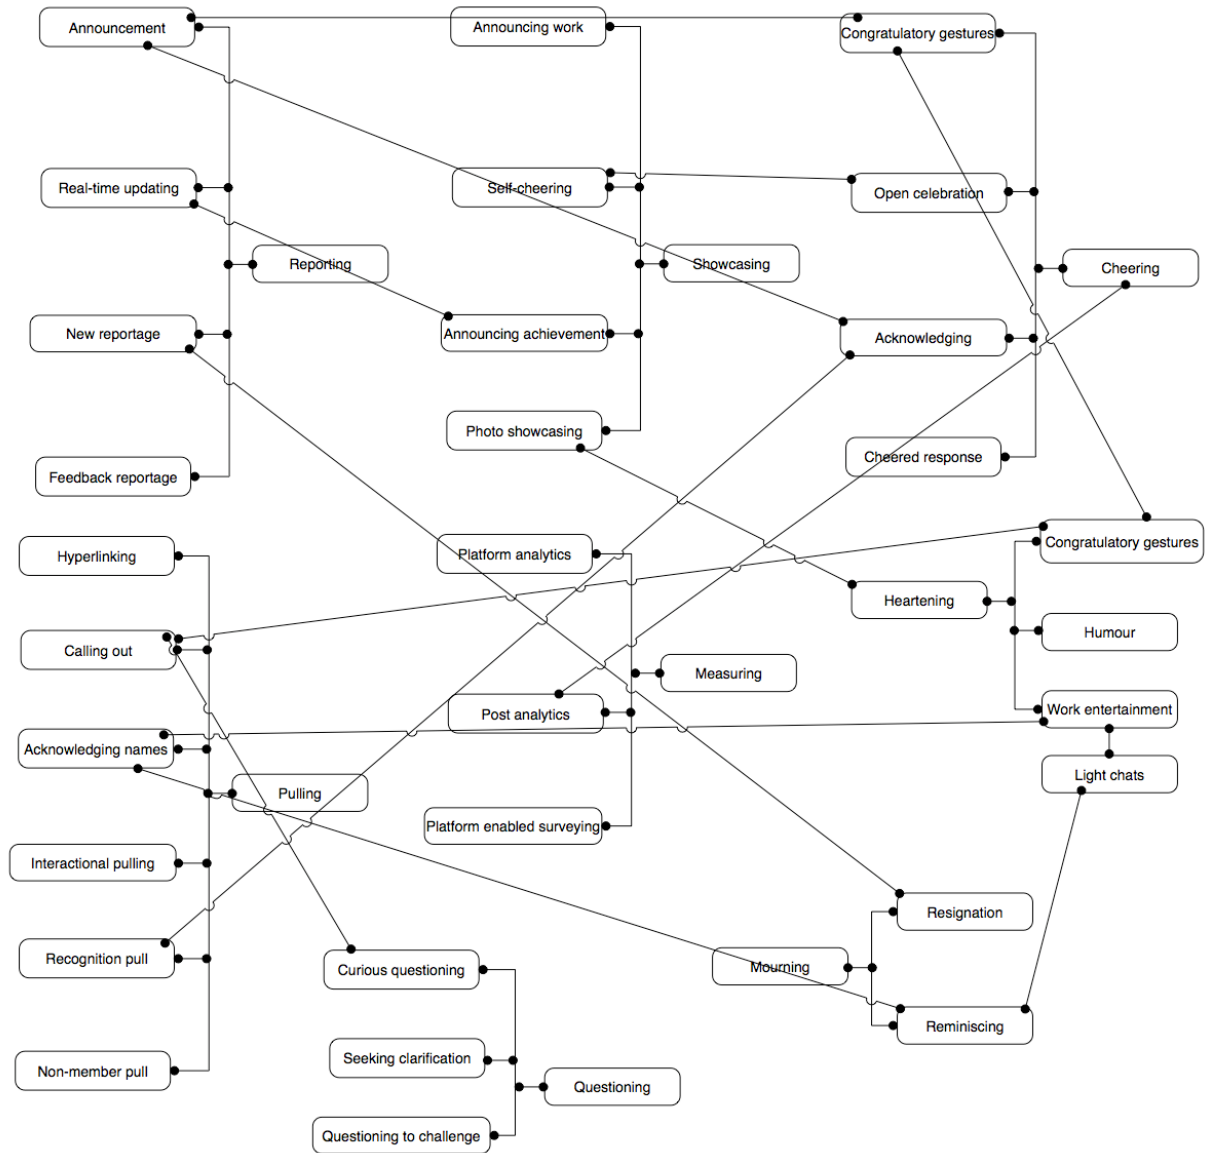 Announcement
Announcing work
Congratulatory gestures
Real-time updating
Self-cheering
Open celebration
Reporting
Showcasing
Cheering
New reportage
Announcing achievement
Acknowledging
Photo showcasing
Cheered response
Feedback reportage
Hyperlinking
Platform analytics
Congratulatory gestures
Heartening
Humour
Calling out
Measuring
Post analytics
Work entertainment
Acknowledging names
Light chats
Pulling
Platform enabled surveying
Interactional pulling
Resignation
Recognition pull
Curious questioning
Mourning
Reminiscing
Non-member pull
Seeking clarification
Questioning
Questioning to challenge